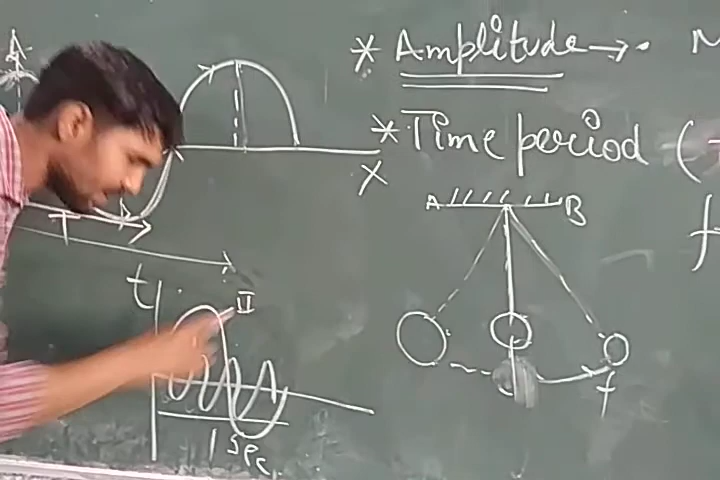 * Amplitude →
* Time period (
X
A B
T
t
II
f
f
1 Sec